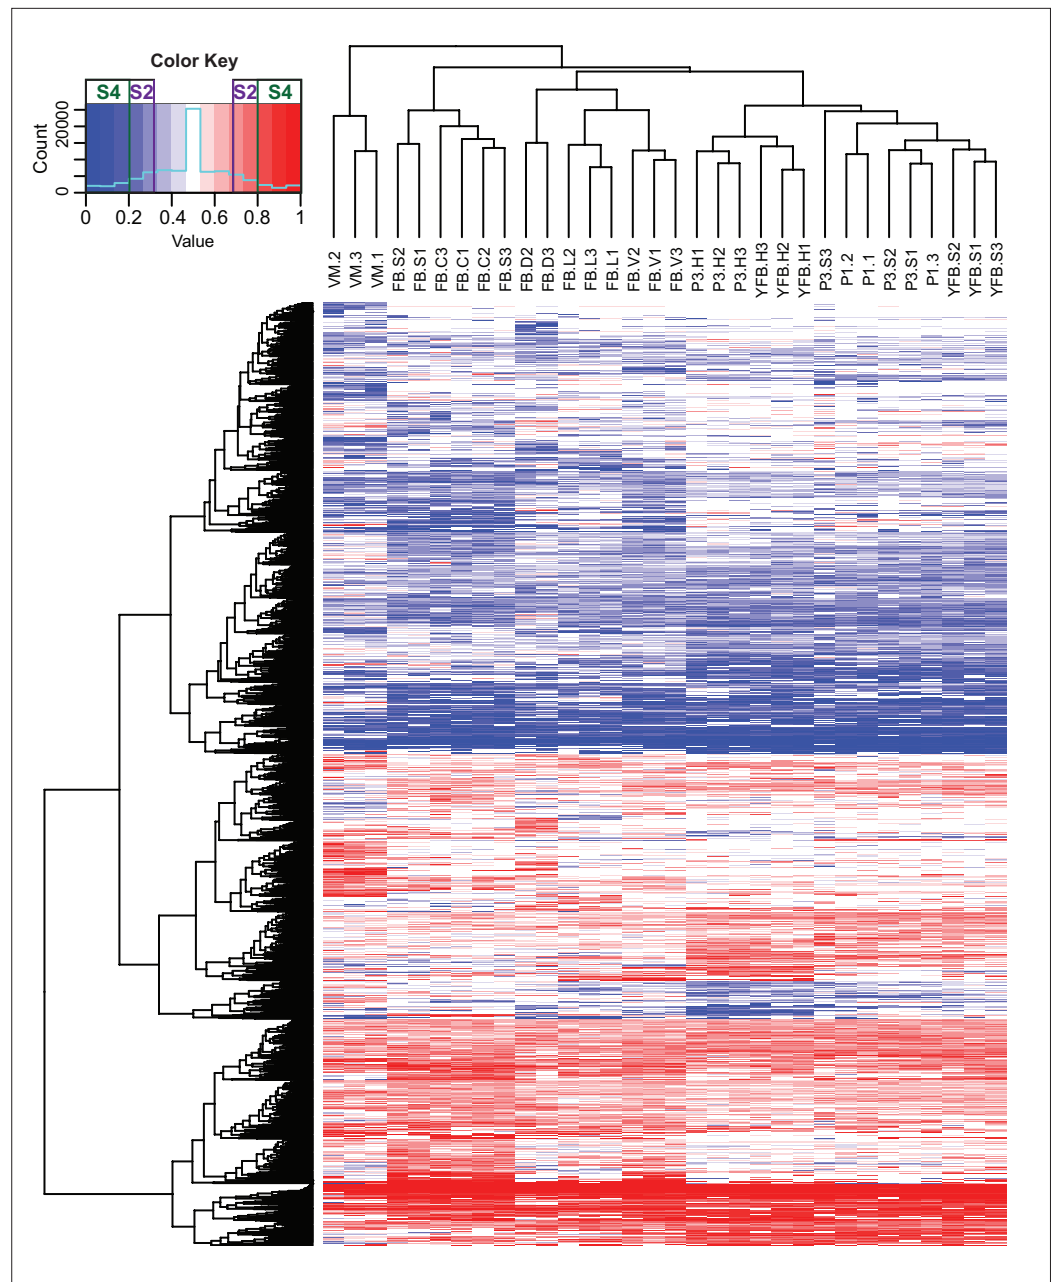 Color Key
S4 S2 S2 S4
Count
0 20000
0 0.2 0.4 0.6 0.8 1
Value
VM.2
VM.3
VM.1
FB.S2
FB.S1
FB.C3
FB.C1
FB.C2
FB.S3
FB.D2
FB.D3
FB.L2
FB.L3
FB.L1
FB.V2
FB.V1
FB.V3
P3.H1
P3.H2
P3.H3
YFB.H3
YFB.H2
YFB.H1
P3.S3
P1.2
P1.1
P3.S2
P3.S1
P1.3
YFB.S2
YFB.S1
YFB.S3